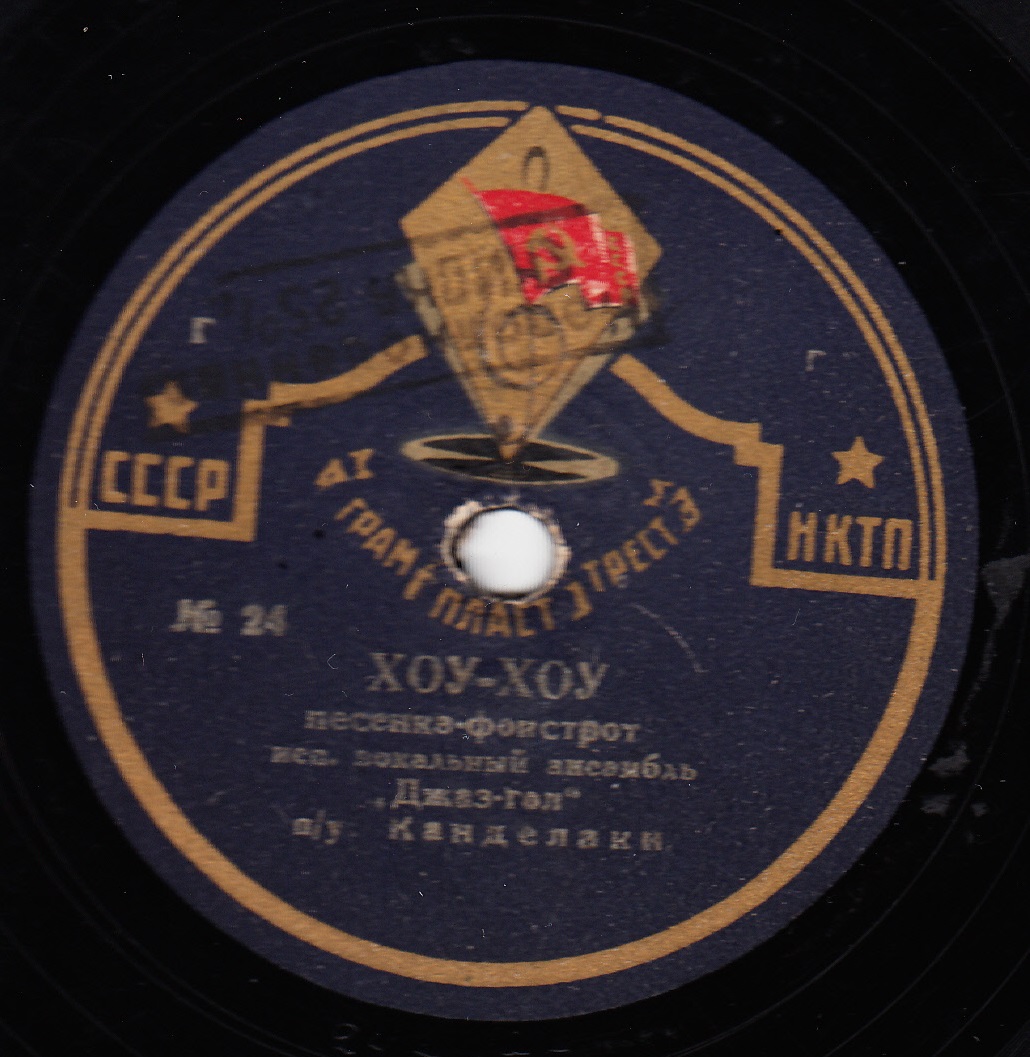 Г
Г
СССР
НКТП
ГРАМ ПЛАСТ ТРЕСТ
№ 24
ХОУ-ХОУ
песенка-фокстрот
исп. вокальный ансамбль
„Джаз-гол“
п/у Канделаки